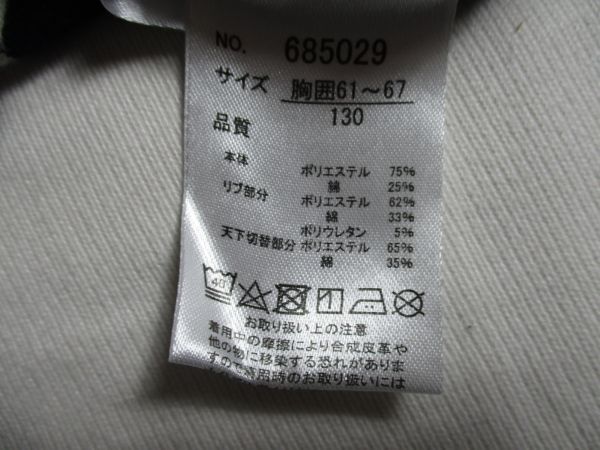 NO. 685029
サイズ 胸囲61～67
130
品質
本体 ポリエステル 75%
綿 25%
リブ部分 ポリエステル 62%
綿 33%
ポリウレタン 5%
天下切替部分 ポリエステル 65%
綿 35%
40
お取り扱い上の注意
着用中の摩擦により合成皮革や
他の物に移染する恐れがありま
すので着用時のお取り扱いには